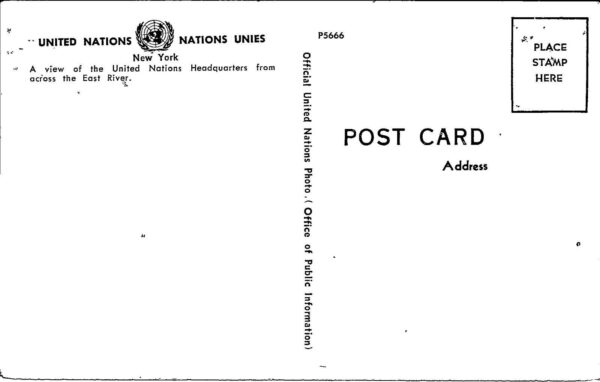 UNITED NATIONS NATIONS UNIES
New York
A view of the United Nations Headquarters from
across the East River.
Official United Nations Photo. (Office of Public Information)
P5666
PLACE
STAMP
HERE
POST CARD
Address